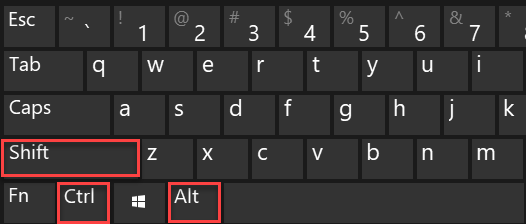 Esc ~ ` ! 1 @ 2 # 3 $ 4 % 5 ^ 6 & 7 *
Tab q w e r t y u i
Caps a s d f g h j k
Shift z x c v b n m
Fn Ctrl Alt